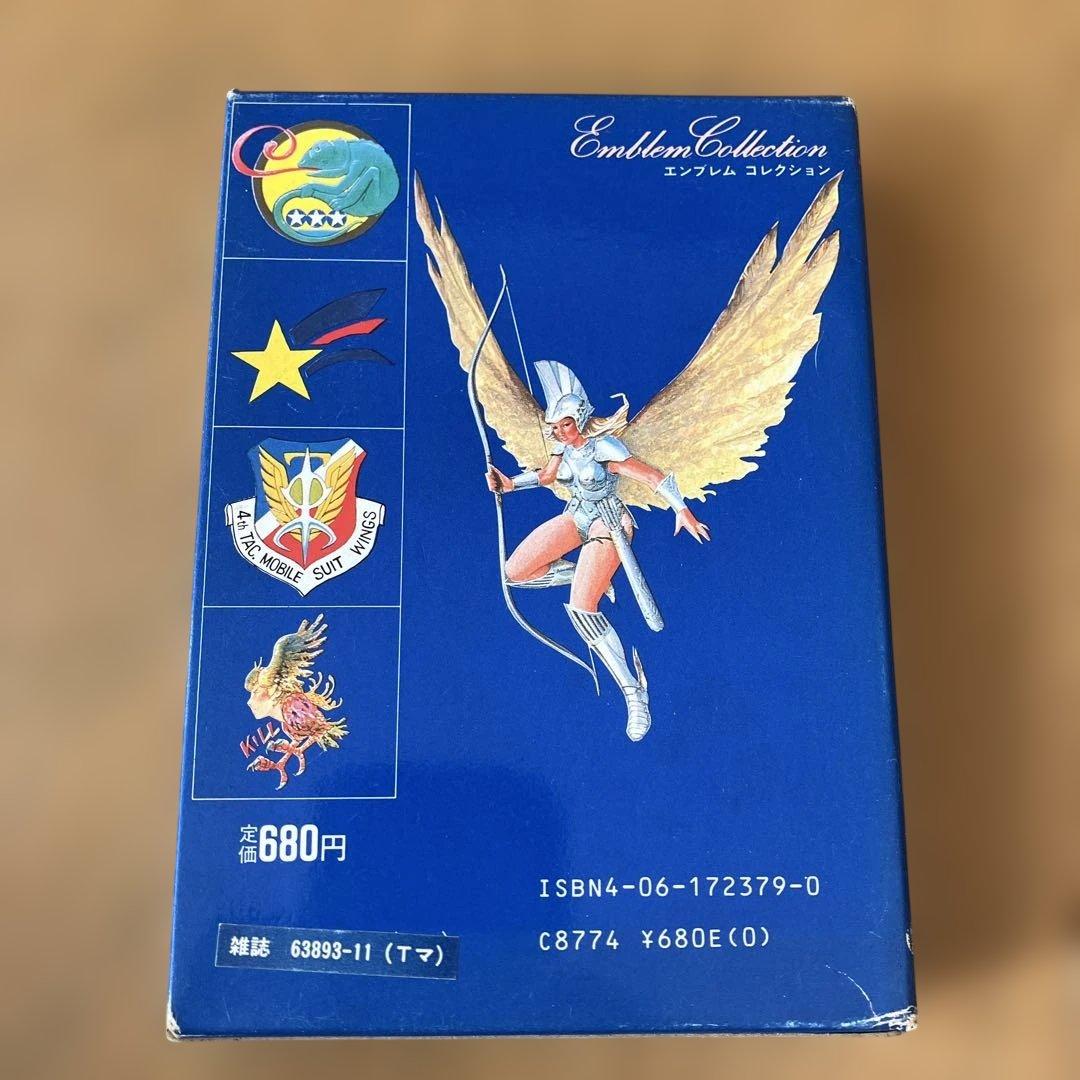 Emblem Collection
エンブレム コレクション
4th TAC. MOBILE SUIT WINGS
KILL
定価680円
ISBN4-06-172379-0
C8774 ¥680E(0)
雑誌 63893-11 (Tマ)